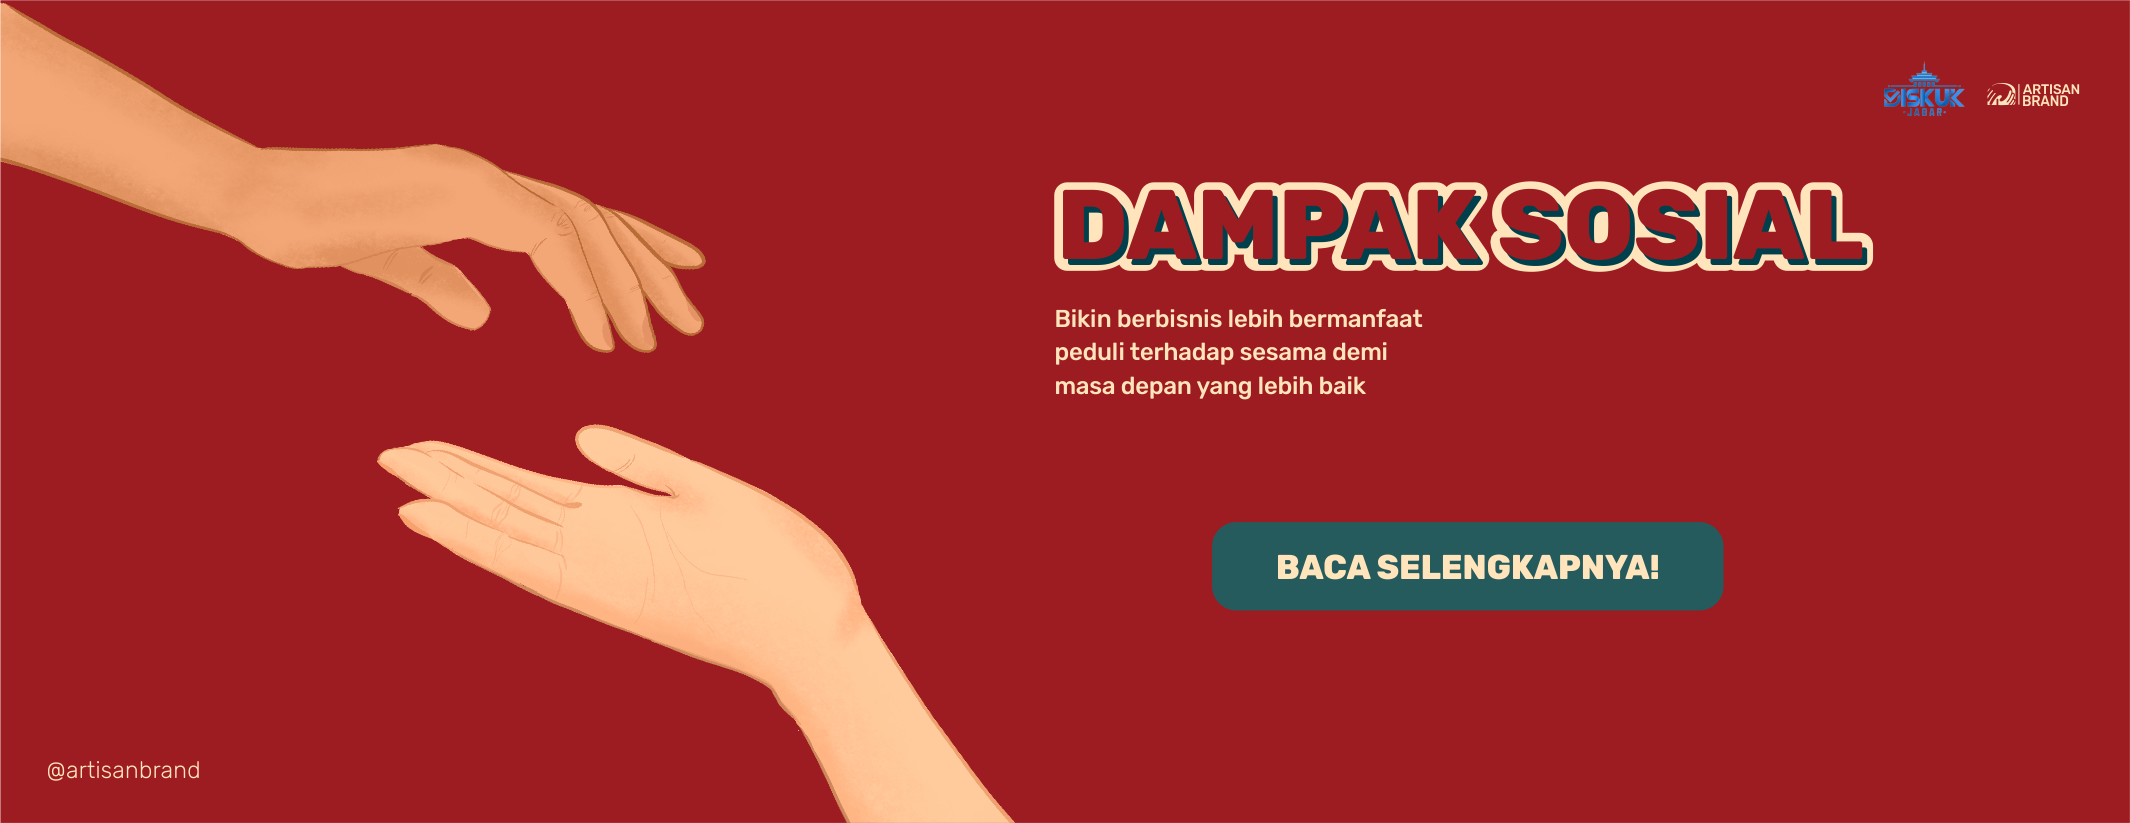 DISKUK
JABAR
ARTISAN
BRAND
DAMPAK SOSIAL
Bikin berbisnis lebih bermanfaat
peduli terhadap sesama demi
masa depan yang lebih baik
BACA SELENGKAPNYA!
@artisanbrand